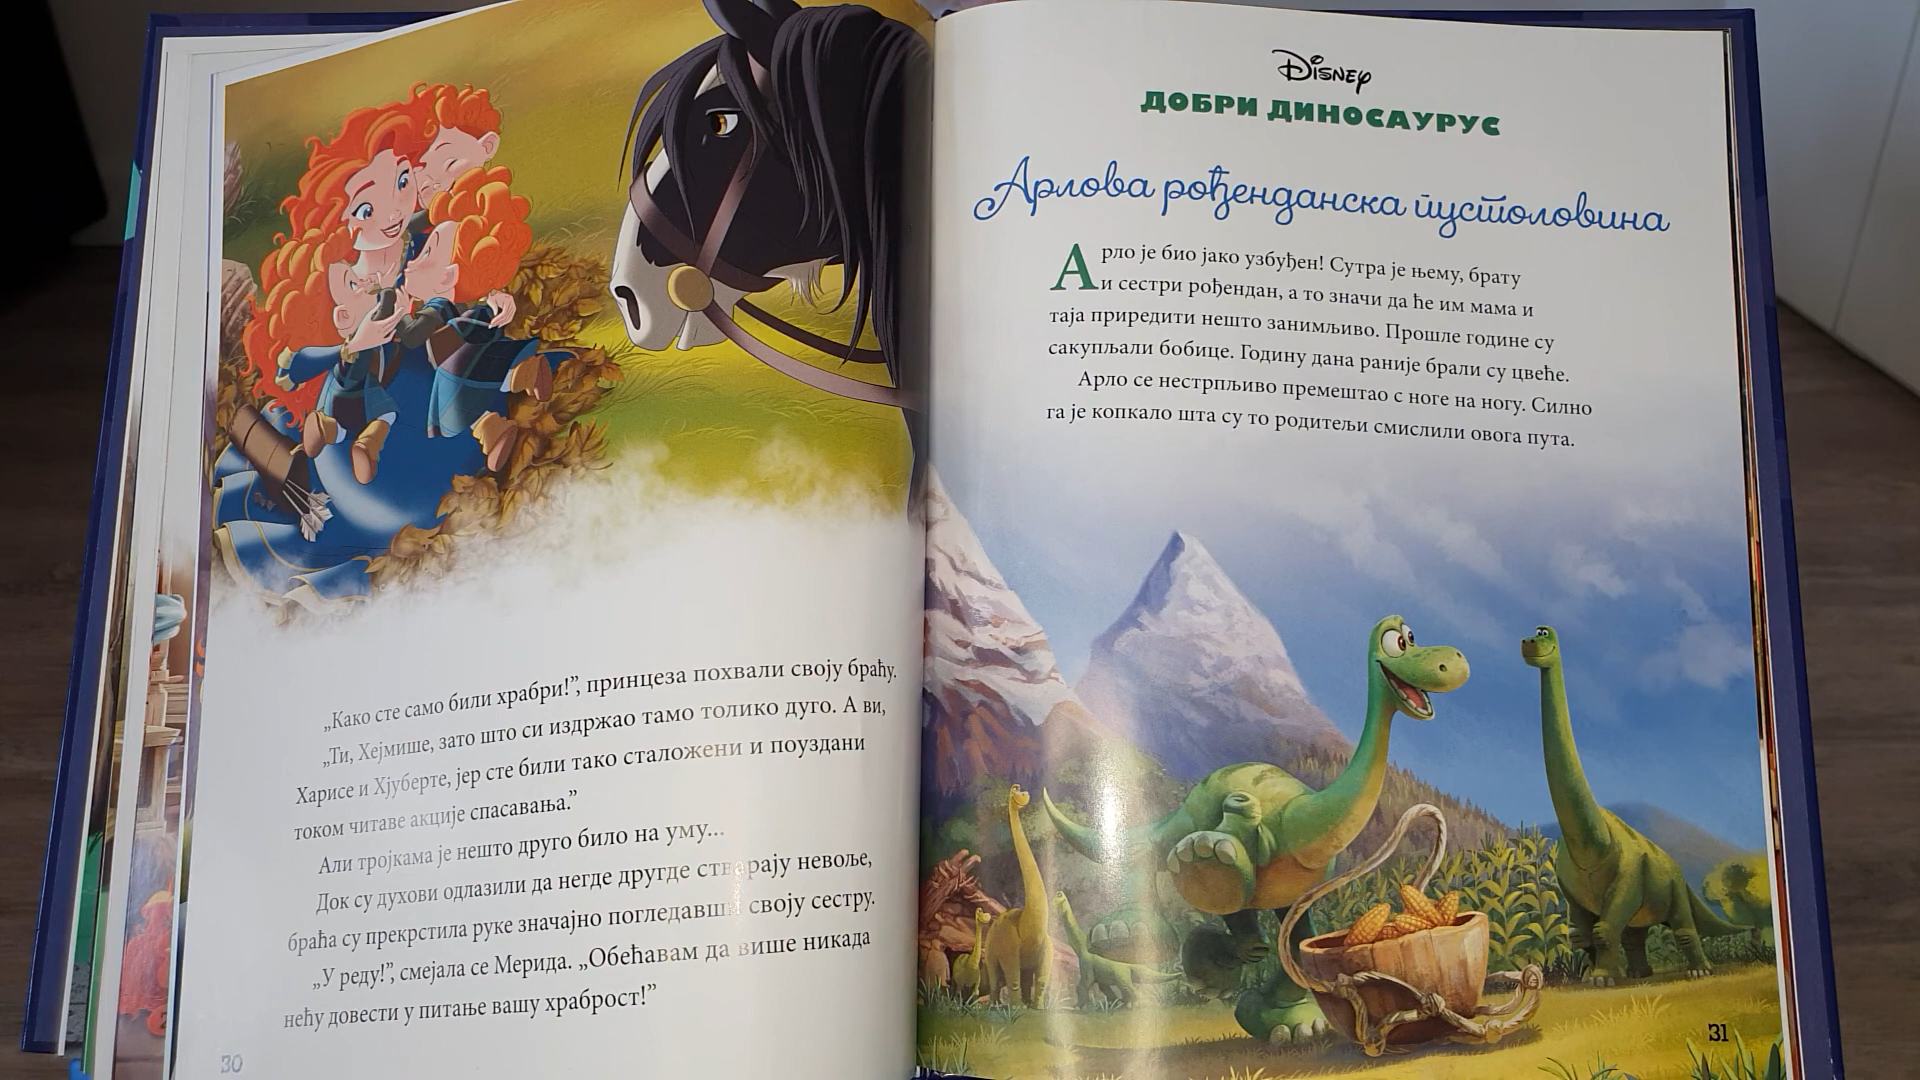 „Како сте само били храбри!”, принцеза похвали своју браћу.
„Ти, Хејмише, зато што си издржао тамо толико дуго. А ви,
Харисе и Хјуберте, јер сте били тако сталожени и поуздани
током читаве акције спасавања.”
Али тројкама је нешто друго било на уму...
Док су духови одлазили да негде другде стварају невоље,
браћа су прекрстила руке значајно погледавши своју сестру.
„У реду!”, смејала се Мерида. „Обећавам да више никада
нећу довести у питање вашу храброст!”
30
Disney
ДОБРИ ДИНОСАУРУС
Арлова рођенданска пустоловина
Арло је био јако узбуђен! Сутра је њему, брату
и сестри рођендан, а то значи да ће им мама и
таја приредити нешто занимљиво. Прошле године су
сакупљали бобице. Годину дана раније брали су цвеће.
Арло се нестрпљиво премештао с ноге на ногу. Силно
га је копкало шта су то родитељи смислили овога пута.
31